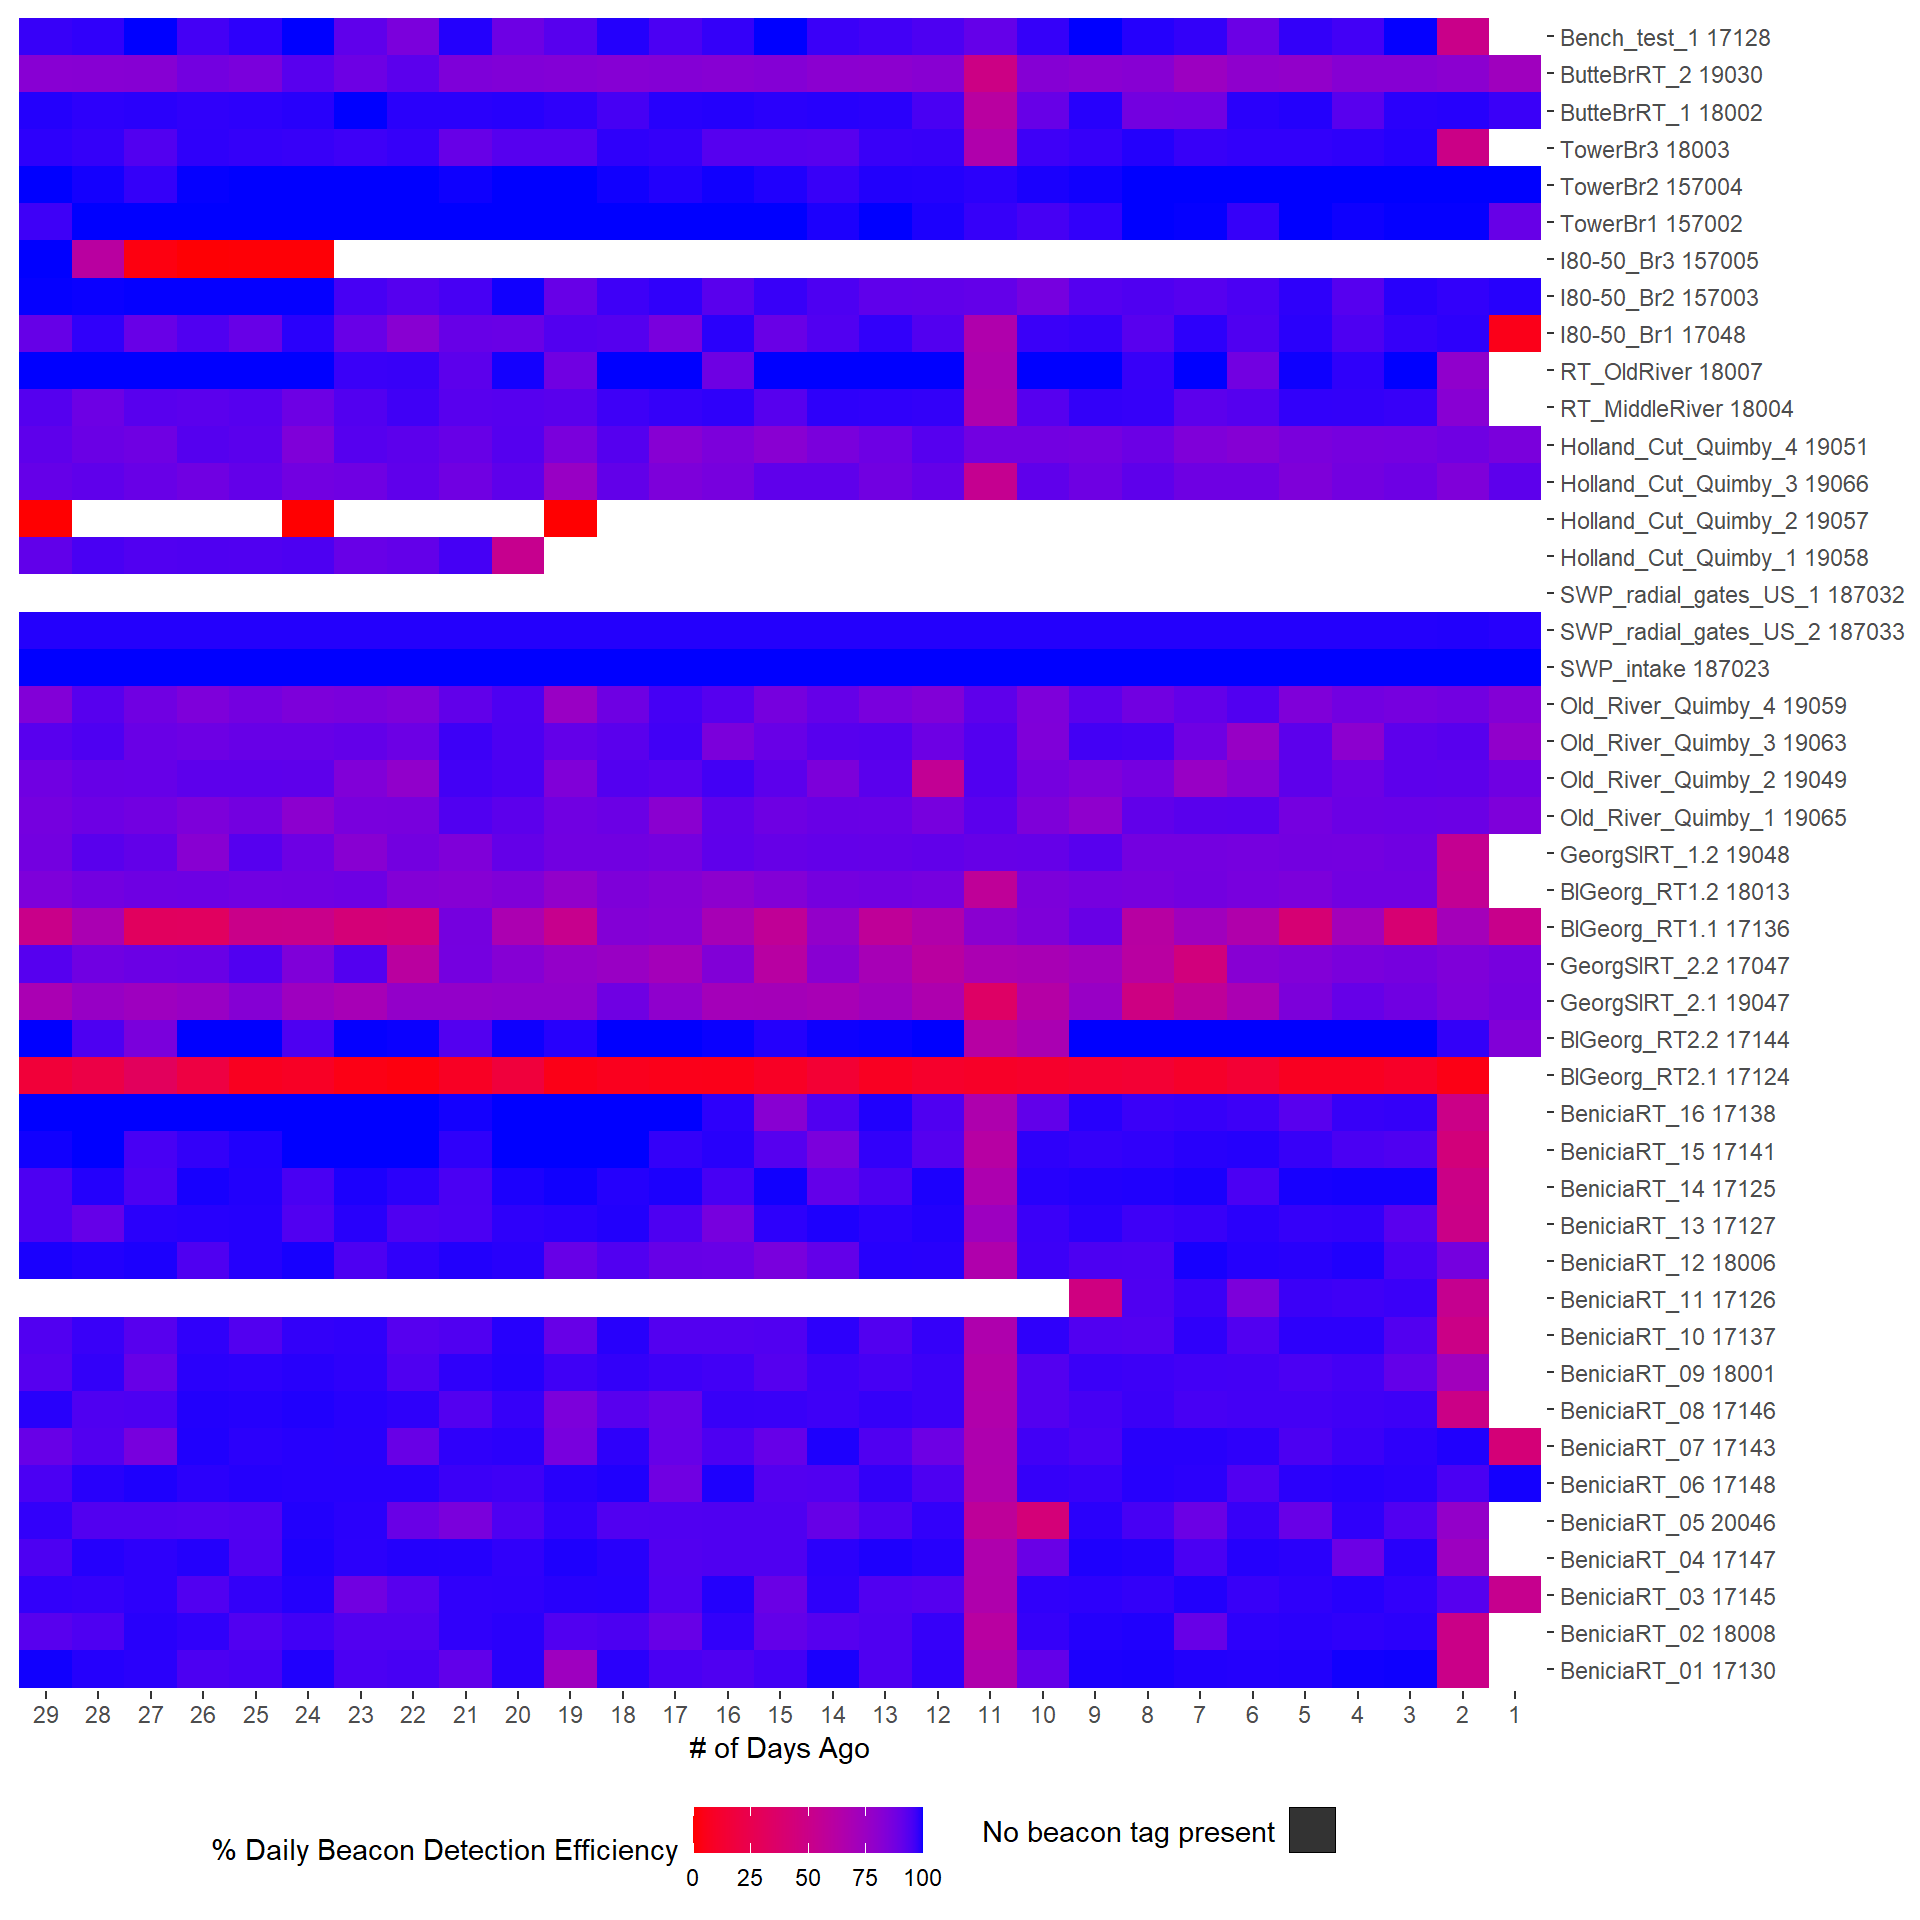 Bench_test_1 17128
ButteBrRT_2 19030
ButteBrRT_1 18002
TowerBr3 18003
TowerBr2 157004
TowerBr1 157002
I80-50_Br3 157005
I80-50_Br2 157003
I80-50_Br1 17048
RT_OldRiver 18007
RT_MiddleRiver 18004
Holland_Cut_Quimby_4 19051
Holland_Cut_Quimby_3 19066
Holland_Cut_Quimby_2 19057
Holland_Cut_Quimby_1 19058
SWP_radial_gates_US_1 187032
SWP_radial_gates_US_2 187033
SWP_intake 187023
Old_River_Quimby_4 19059
Old_River_Quimby_3 19063
Old_River_Quimby_2 19049
Old_River_Quimby_1 19065
GeorgSlRT_1.2 19048
BlGeorg_RT1.2 18013
BlGeorg_RT1.1 17136
GeorgSlRT_2.2 17047
GeorgSlRT_2.1 19047
BlGeorg_RT2.2 17144
BlGeorg_RT2.1 17124
BeniciaRT_16 17138
BeniciaRT_15 17141
BeniciaRT_14 17125
BeniciaRT_13 17127
BeniciaRT_12 18006
BeniciaRT_11 17126
BeniciaRT_10 17137
BeniciaRT_09 18001
BeniciaRT_08 17146
BeniciaRT_07 17143
BeniciaRT_06 17148
BeniciaRT_05 20046
BeniciaRT_04 17147
BeniciaRT_03 17145
BeniciaRT_02 18008
BeniciaRT_01 17130
29 28 27 26 25 24 23 22 21 20 19 18 17 16 15 14 13 12 11 10 9 8 7 6 5 4 3 2 1
# of Days Ago
% Daily Beacon Detection Efficiency
0 25 50 75 100
No beacon tag present